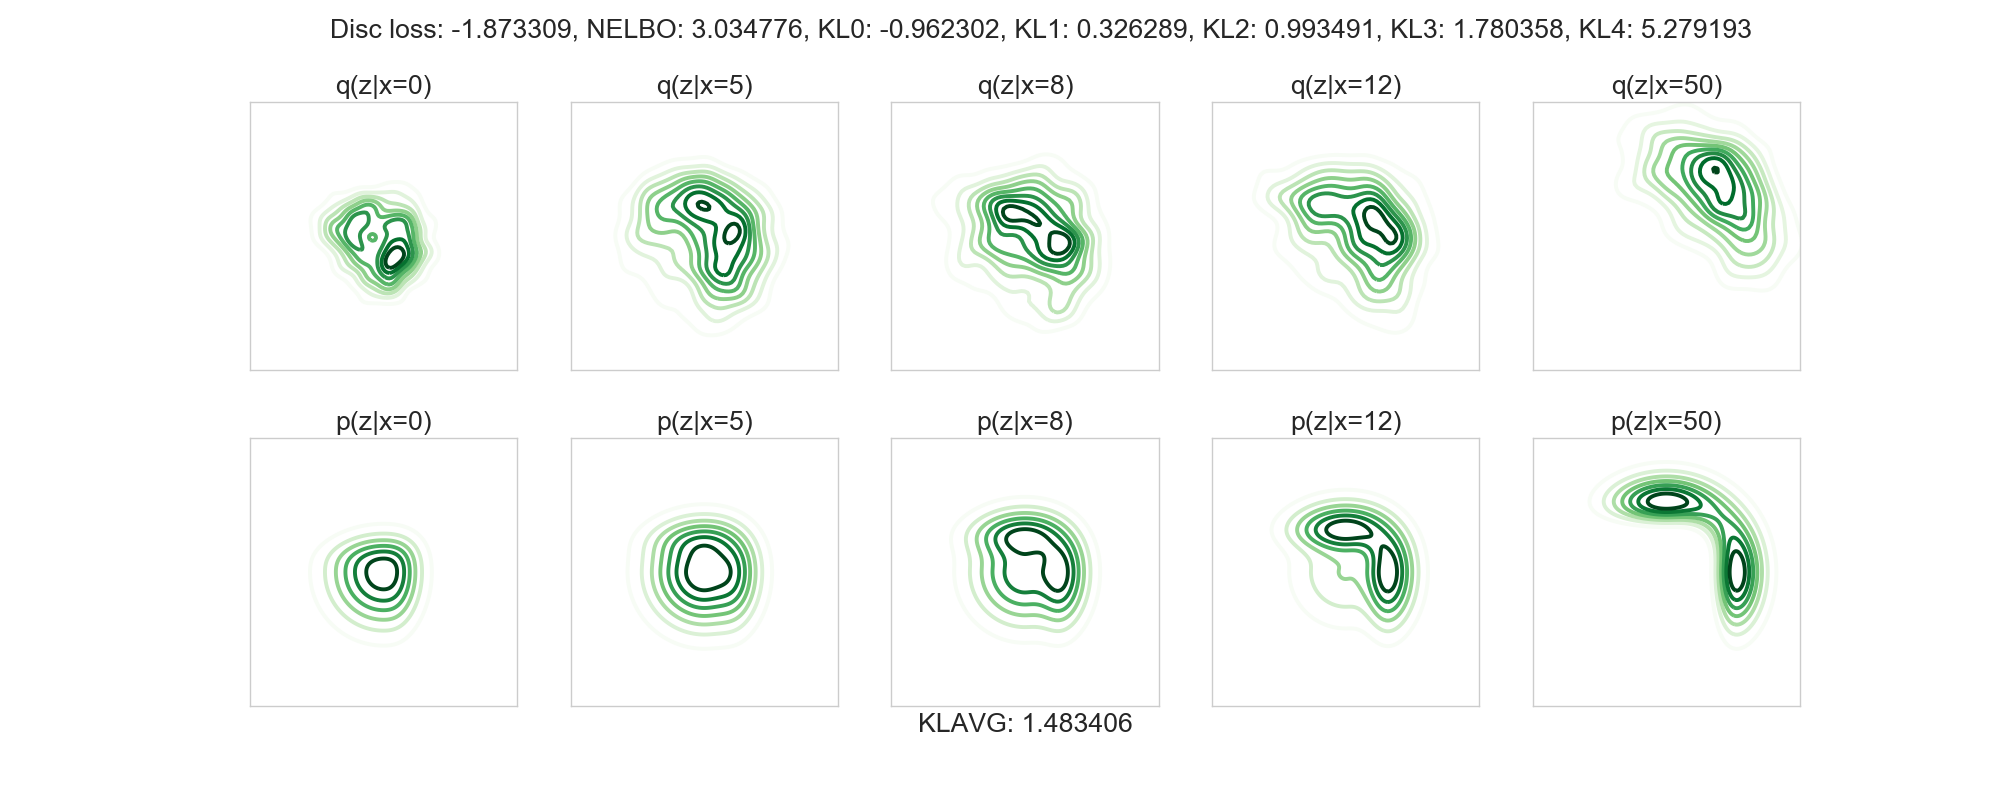 Disc loss: -1.873309, NELBO: 3.034776, KL0: -0.962302, KL1: 0.326289, KL2: 0.993491, KL3: 1.780358, KL4: 5.279193
q(z|x=0) q(z|x=5) q(z|x=8) q(z|x=12) q(z|x=50)
p(z|x=0) p(z|x=5) p(z|x=8) p(z|x=12) p(z|x=50)
KLAVG: 1.483406